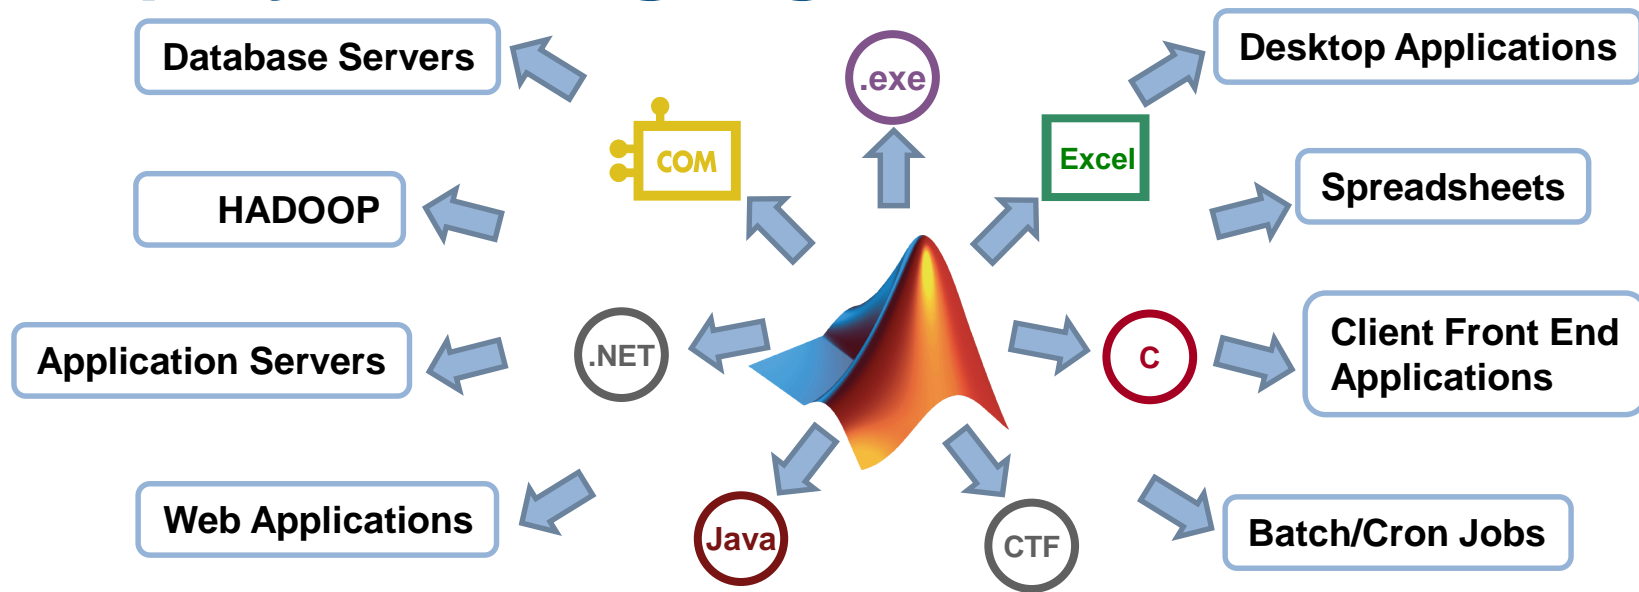 Database Servers
.exe
Desktop Applications
COM
Excel
HADOOP
Spreadsheets
Application Servers
.NET
C
Client Front End
Applications
Web Applications
Java
CTF
Batch/Cron Jobs